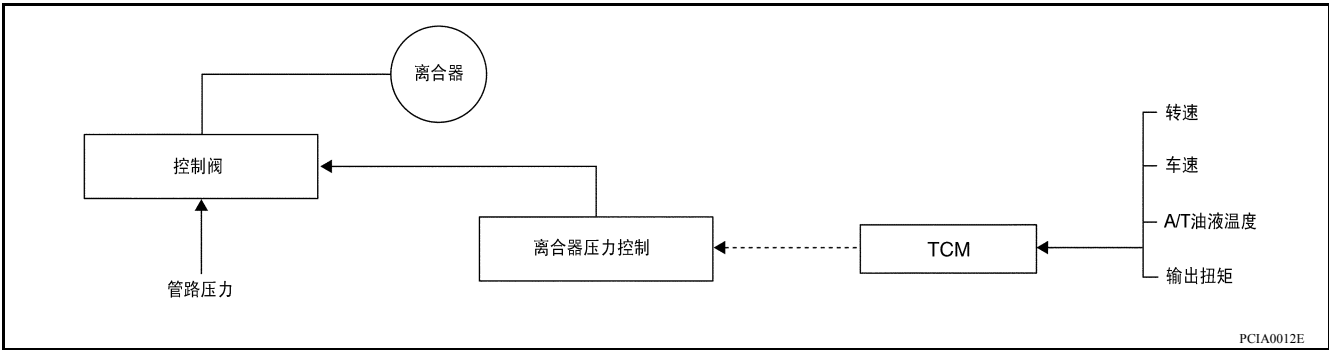 离合器
控制阀
管路压力
离合器压力控制
TCM
转速
车速
A/T油液温度
输出扭矩
PCIA0012E